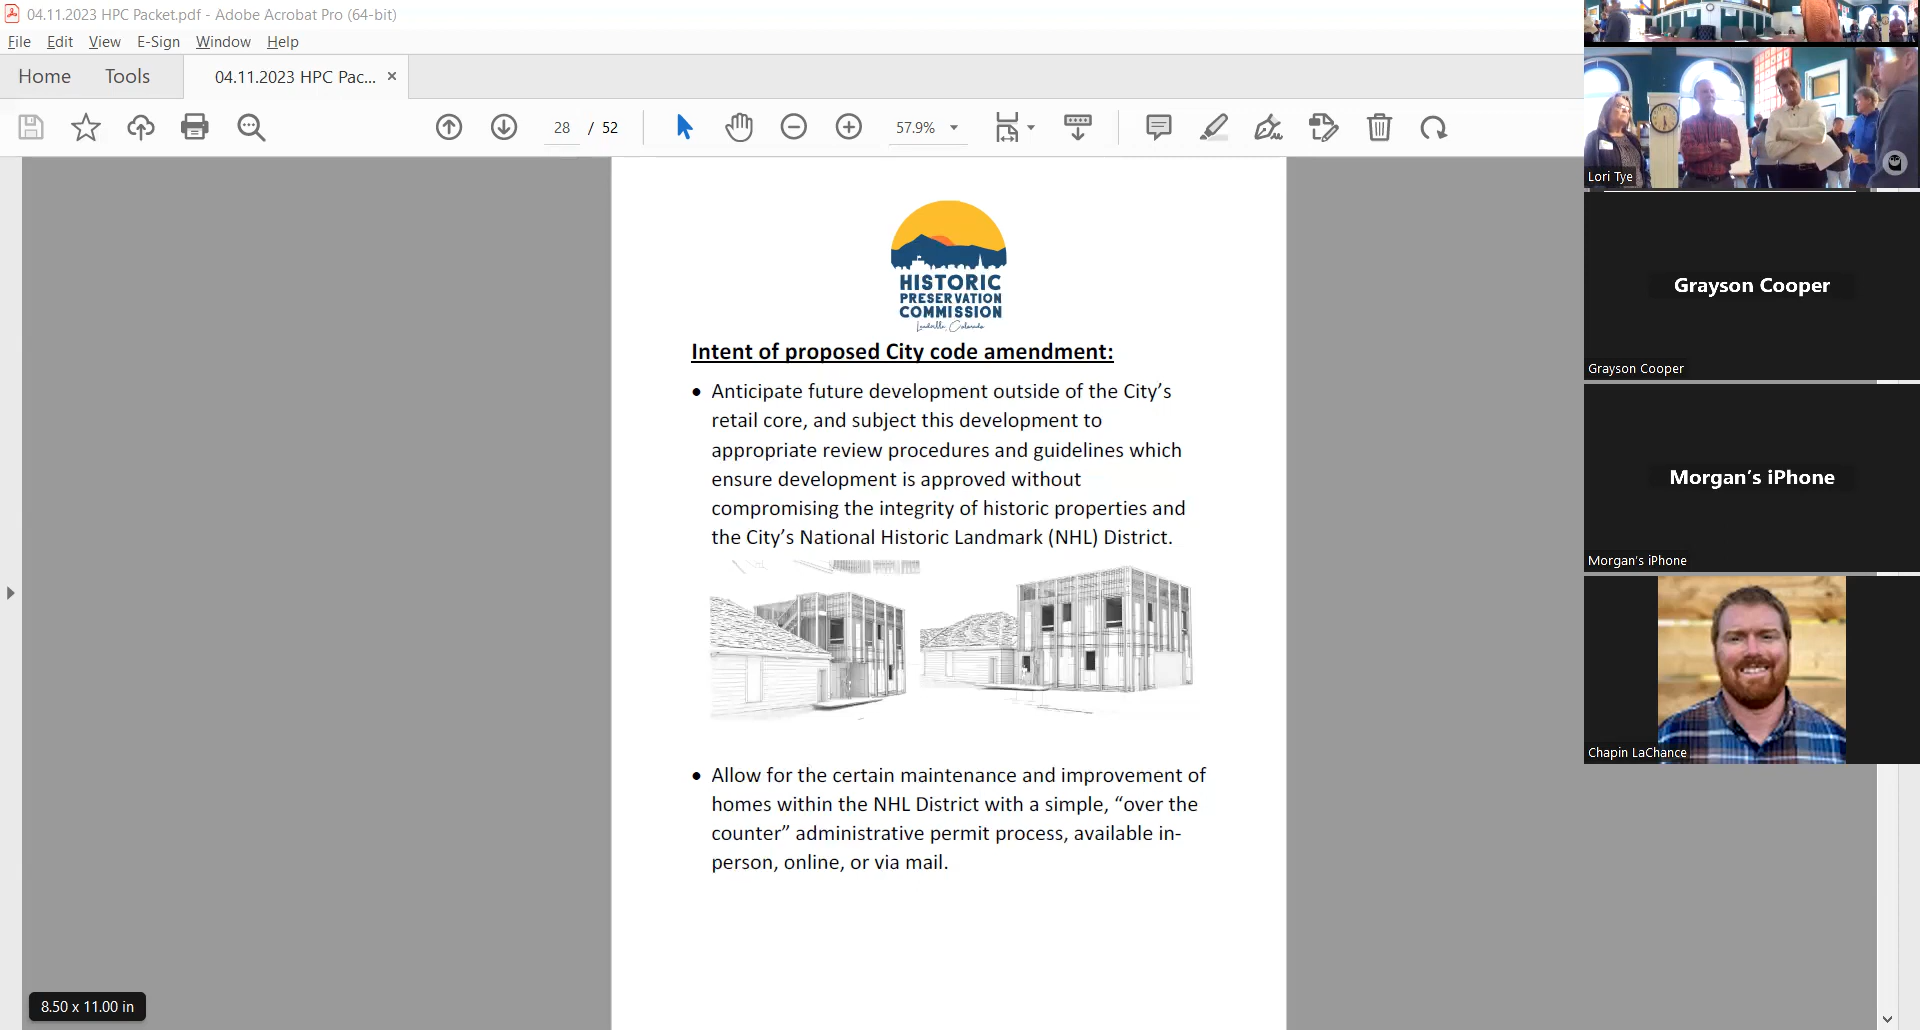 04.11.2023 HPC Packet.pdf - Adobe Acrobat Pro (64-bit)
File Edit View E-Sign Window Help
Home Tools 04.11.2023 HPC Pac... ×
28 / 52 57.9%
HISTORIC
PRESERVATION
COMMISSION
Leadville, Colorado
Intent of proposed City code amendment:
• Anticipate future development outside of the City’s
retail core, and subject this development to
appropriate review procedures and guidelines which
ensure development is approved without
compromising the integrity of historic properties and
the City’s National Historic Landmark (NHL) District.
• Allow for the certain maintenance and improvement of
homes within the NHL District with a simple, “over the
counter” administrative permit process, available in-
person, online, or via mail.
8.50 x 11.00 in
Lori Tye
Grayson Cooper
Grayson Cooper
Morgan’s iPhone
Morgan's iPhone
Chapin LaChance